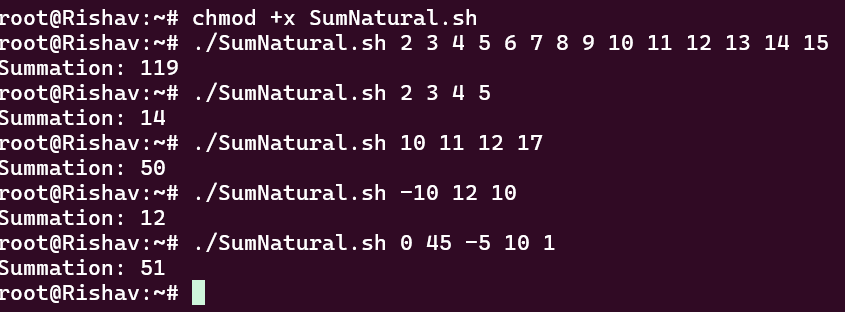 root@Rishav:~# chmod +x SumNatural.sh
root@Rishav:~# ./SumNatural.sh 2 3 4 5 6 7 8 9 10 11 12 13 14 15
Summation: 119
root@Rishav:~# ./SumNatural.sh 2 3 4 5
Summation: 14
root@Rishav:~# ./SumNatural.sh 10 11 12 17
Summation: 50
root@Rishav:~# ./SumNatural.sh -10 12 10
Summation: 12
root@Rishav:~# ./SumNatural.sh 0 45 -5 10 1
Summation: 51
root@Rishav:~#